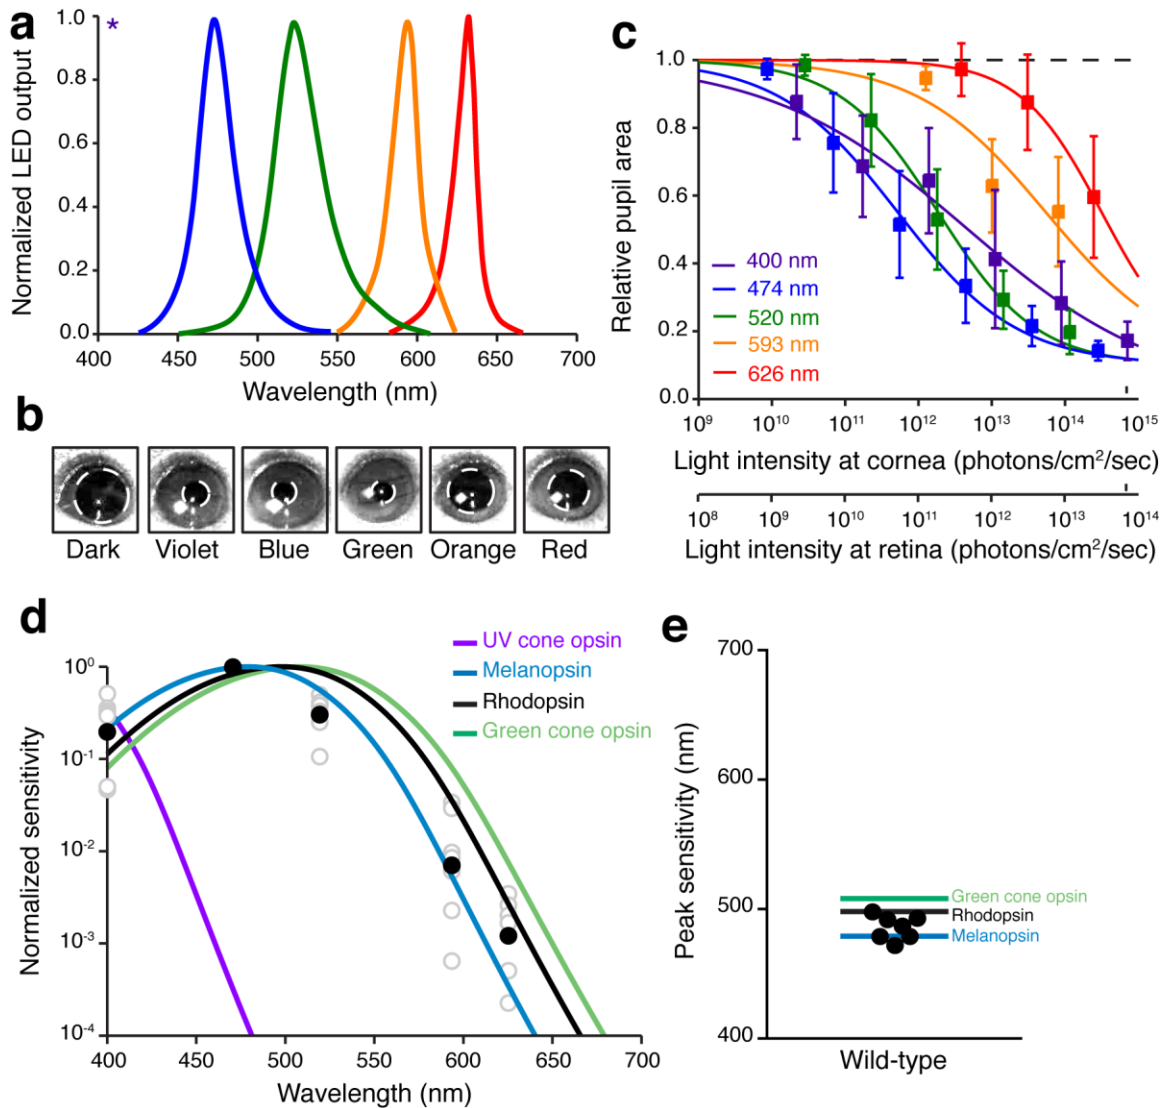 a
*
Normalized LED output
1.0
0.8
0.6
0.4
0.2
0.0
400 450 500 550 600 650 700
Wavelength (nm)
b
Dark Violet Blue Green Orange Red
c
Relative pupil area
1.0
0.8
0.6
0.4
0.2
0.0
400 nm
474 nm
520 nm
593 nm
626 nm
10⁹ 10¹⁰ 10¹¹ 10¹² 10¹³ 10¹⁴ 10¹⁵
Light intensity at cornea (photons/cm²/sec)
10⁸ 10⁹ 10¹⁰ 10¹¹ 10¹² 10¹³ 10¹⁴
Light intensity at retina (photons/cm²/sec)
d
UV cone opsin
Melanopsin
Rhodopsin
Green cone opsin
Normalized sensitivity
10⁰
10⁻¹
10⁻²
10⁻³
10⁻⁴
400 450 500 550 600 650 700
Wavelength (nm)
e
Peak sensitivity (nm)
700
600
500
400
Green cone opsin
Rhodopsin
Melanopsin
Wild-type